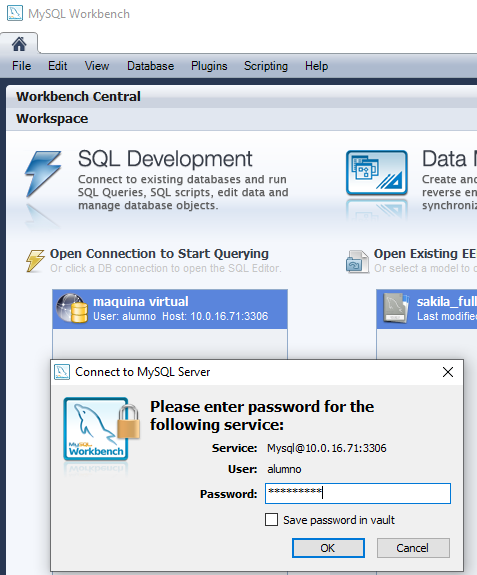 MySQL Workbench
File Edit View Database Plugins Scripting Help
Workbench Central
Workspace
SQL Development
Connect to existing databases and run
SQL Queries, SQL scripts, edit data and
manage database objects.
Data M
Create and
reverse en
synchroniz
Open Connection to Start Querying
Or click a DB connection to open the SQL Editor.
Open Existing EE
Or select a model to o
maquina virtual
User: alumno Host: 10.0.16.71:3306
sakila_full
Last modified
Connect to MySQL Server
MySQL
Workbench
Please enter password for the
following service:
Service: Mysql@10.0.16.71:3306
User: alumno
Password: *********
Save password in vault
OK Cancel